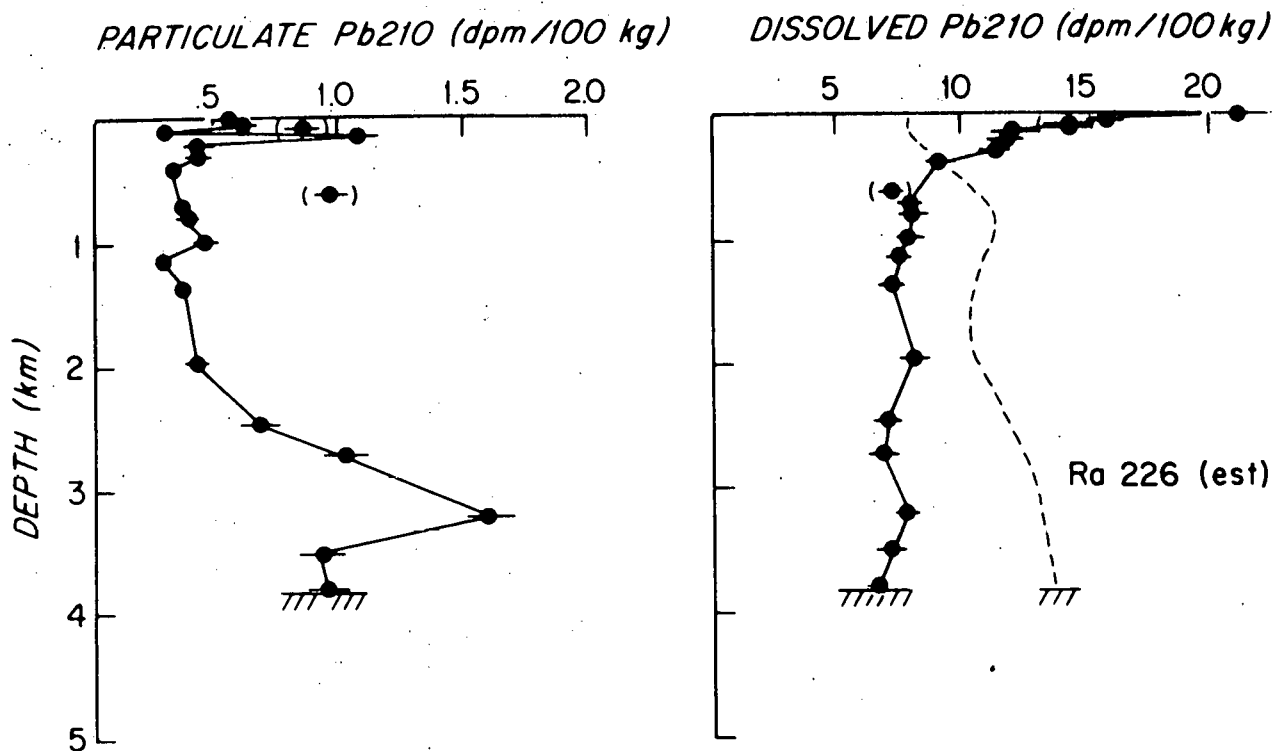 PARTICULATE Pb210 (dpm/100 kg)
.5 1.0 1.5 2.0
DEPTH (km)
1
2
3
4
5
( )
DISSOLVED Pb210 (dpm/100 kg)
5 10 15 20
( )
Ra 226 (est)